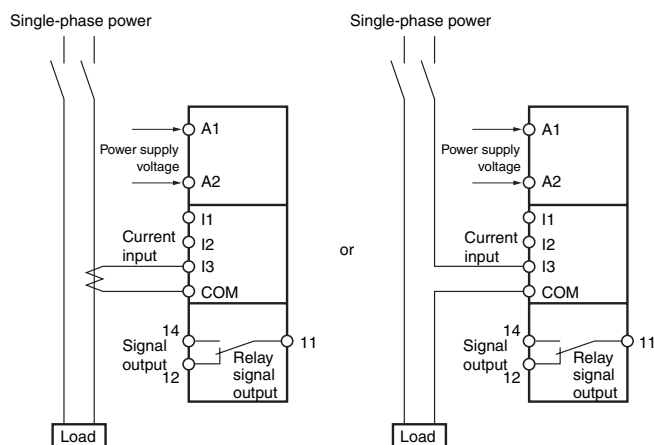 Single-phase power
A1
Power supply
voltage
A2
I1
I2
Current
input
I3
COM
14
Signal
output
12
11
Relay
signal
output
Load
or
Single-phase power
A1
Power supply
voltage
A2
I1
I2
Current
input
I3
COM
14
Signal
output
12
11
Relay
signal
output
Load